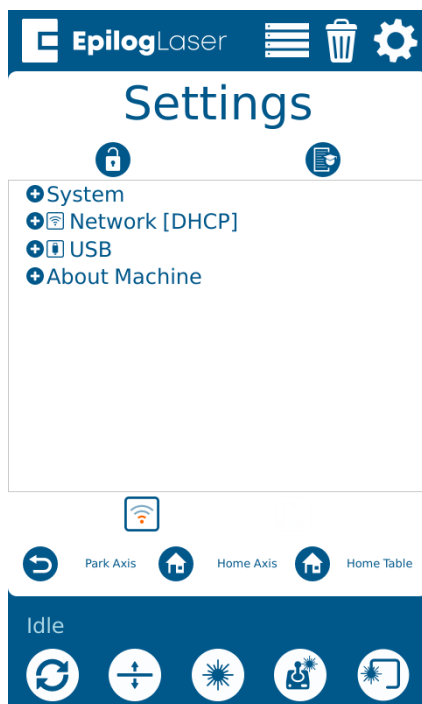 EpilogLaser
Settings
System
Network [DHCP]
USB
About Machine
Park Axis Home Axis Home Table
Idle